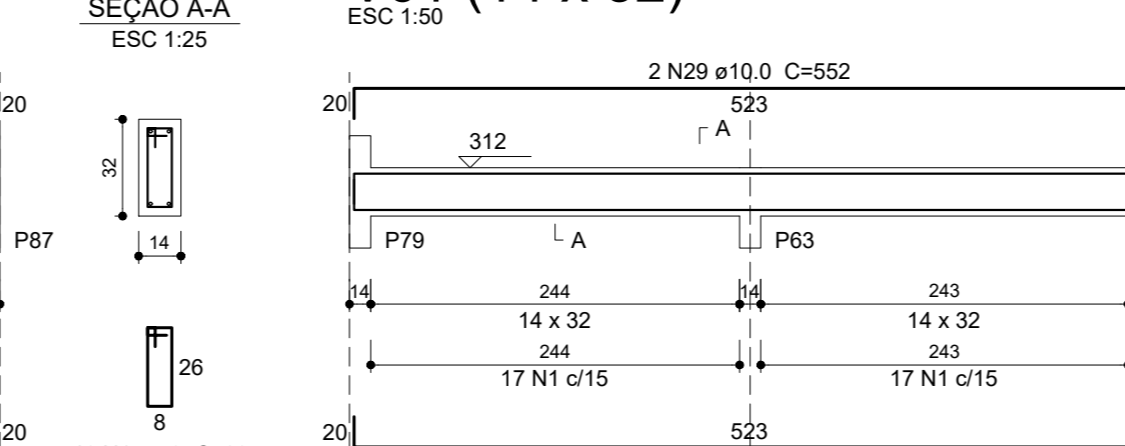 SEÇÃO A-A
ESC 1:25
ESC 1:50
2 N29 ø10.0 C=552
20
20
523
A
312
32
P87
14
A
P79
P63
14
244
14
243
14 x 32
14 x 32
244
243
17 N1 c/15
17 N1 c/15
26
8
20
20
523